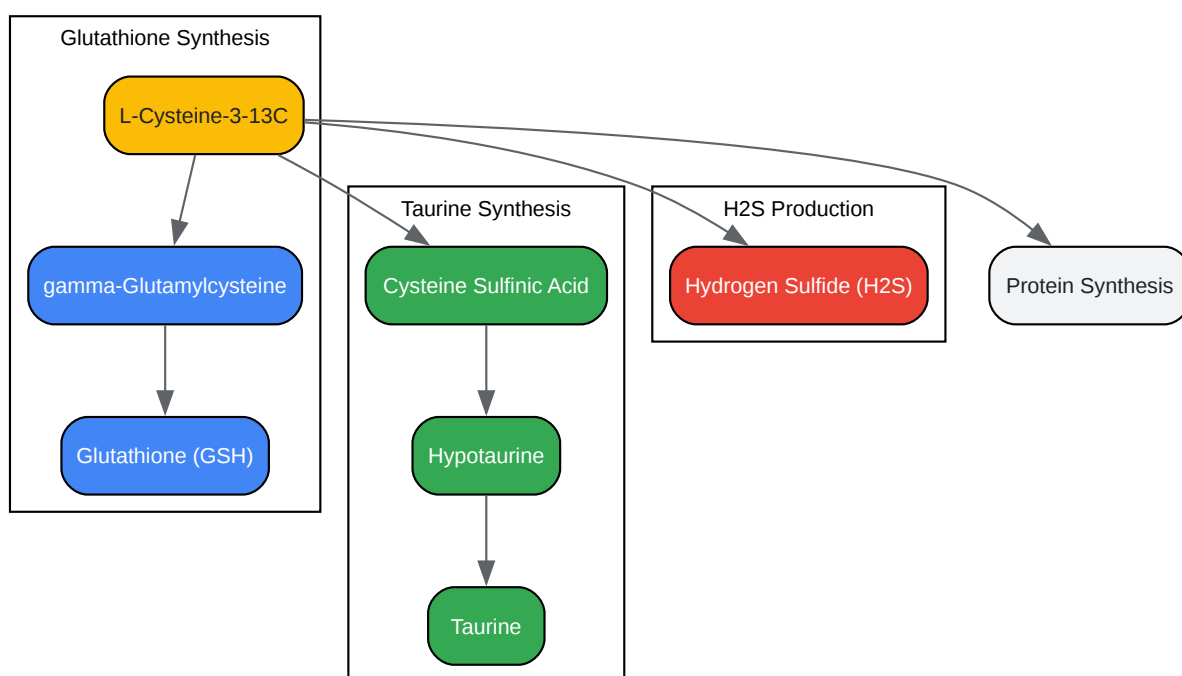 Glutathione Synthesis
L-Cysteine-3-13C
Taurine Synthesis
H2S Production
gamma-Glutamylcysteine
Cysteine Sulfinic Acid
Hydrogen Sulfide (H2S)
Protein Synthesis
Glutathione (GSH)
Hypotaurine
Taurine